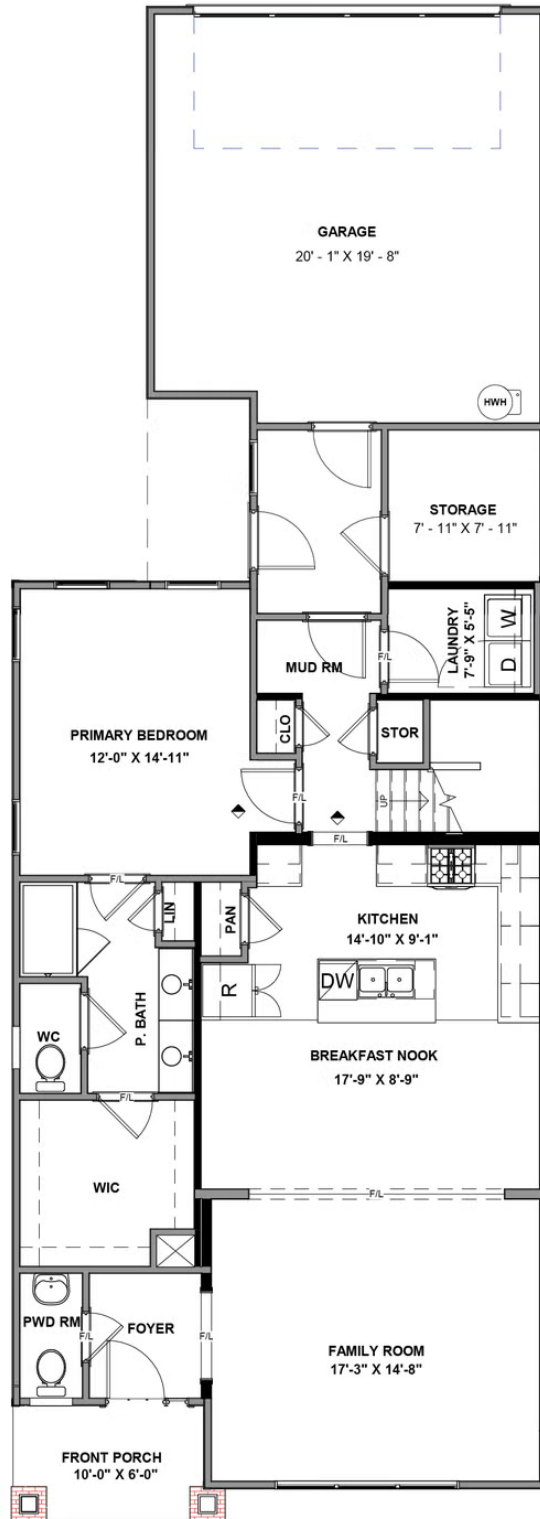 GARAGE
20' - 1" X 19' - 8"
HWH
STORAGE
7' - 11" X 7' - 11"
LAUNDRY
7'-9" X 5'-5"
W
D
MUD RM
F/L
CLO
STOR
PRIMARY BEDROOM
12'-0" X 14'-11"
F/L
UP
F/L
F/L
LIN
PAN
KITCHEN
14'-10" X 9'-1"
R
DW
P. BATH
WC
BREAKFAST NOOK
17'-9" X 8'-9"
F/L
WIC
F/L
PWD RM
F/L
FOYER
F/L
FAMILY ROOM
17'-3" X 14'-8"
FRONT PORCH
10'-0" X 6'-0"